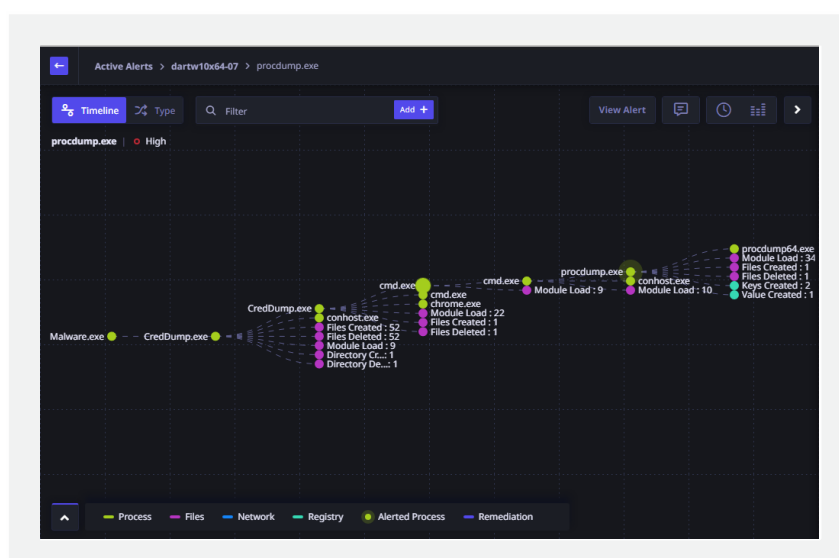 Active Alerts > dartw10x64-07 > procdump.exe
Timeline
Type
Filter
Add +
View Alert
procdump.exe | High
procdump64.exe
Module Load : 34
Files Created : 1
Files Deleted : 1
Keys Created : 2
Value Created : 1
procdump.exe
conhost.exe
Module Load : 10
cmd.exe
Module Load : 9
cmd.exe
cmd.exe
chrome.exe
Module Load : 22
Files Created : 1
Files Deleted : 1
CredDump.exe
conhost.exe
Files Created : 52
Files Deleted : 52
Module Load : 9
Directory Cr...: 1
Directory De...: 1
Malware.exe
CredDump.exe
Process
Files
Network
Registry
Alerted Process
Remediation